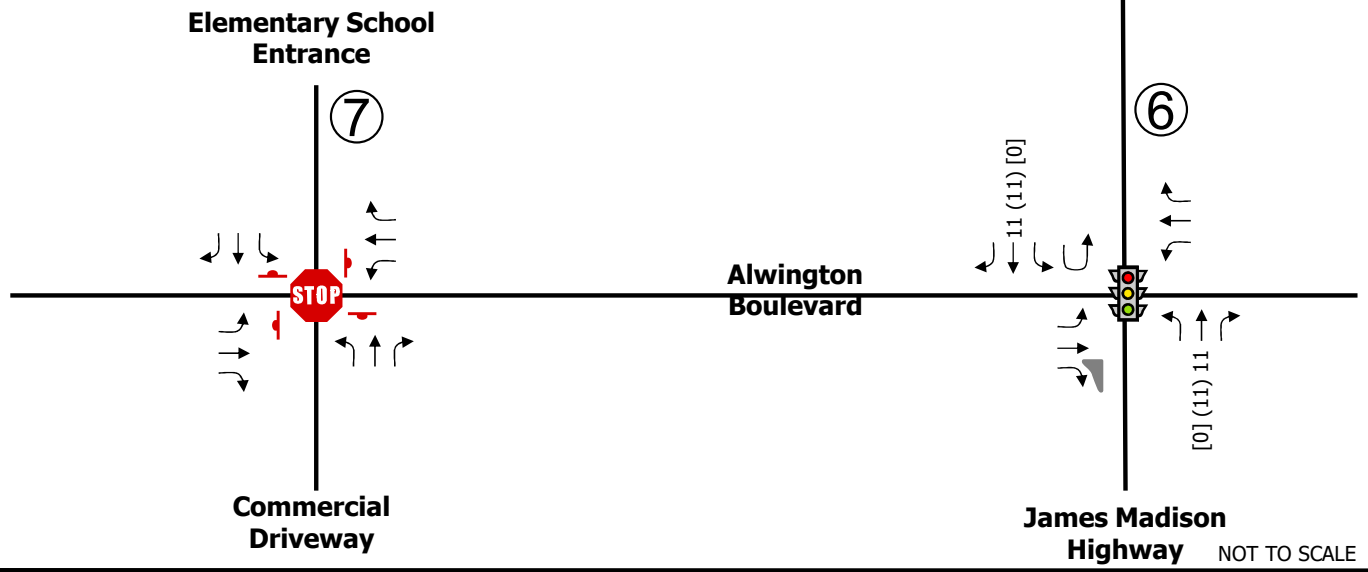 Elementary School
Entrance
⑦
⑥
11 (11) [0]
STOP
Alwington
Boulevard
[0] (11) 11
Commercial
Driveway
James Madison
Highway
NOT TO SCALE